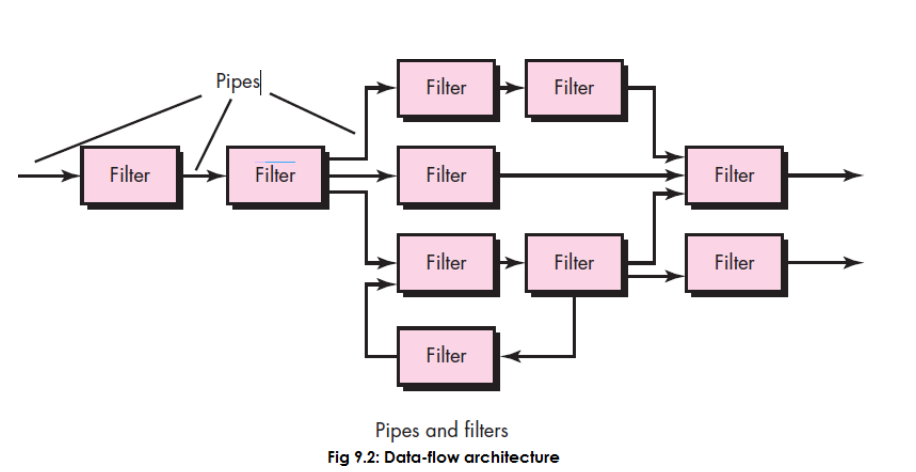 Pipes
Filter Filter
Filter Filter Filter Filter
Filter Filter Filter
Filter
Pipes and filters
Fig 9.2: Data-flow architecture